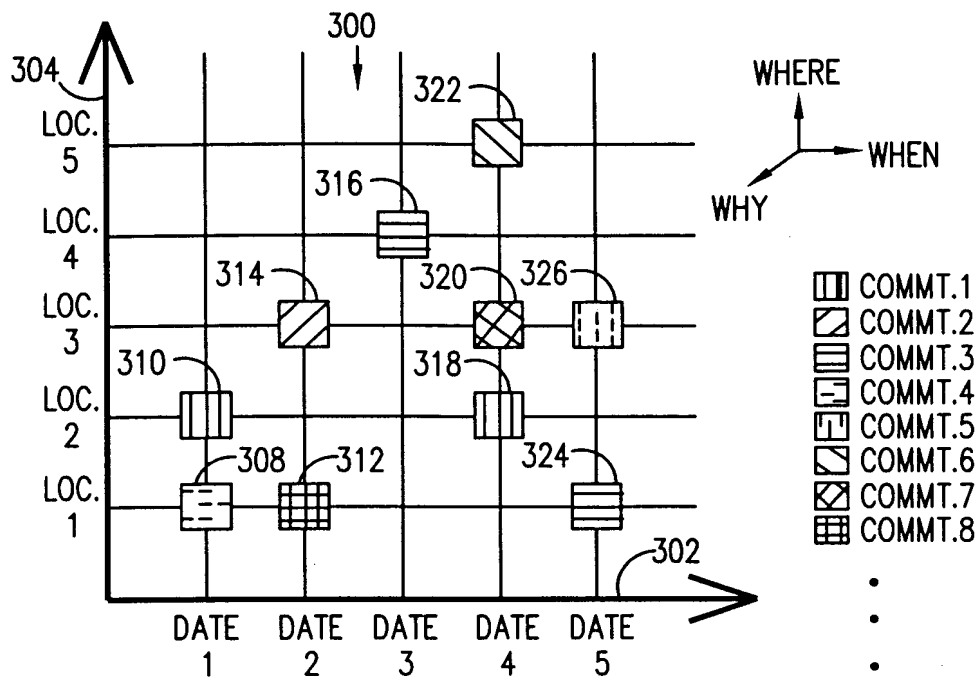 300
304
322
WHERE
LOC.
5
WHEN
316
WHY
LOC.
4
314
320
326
COMMT.1
LOC.
3
COMMT.2
310
318
COMMT.3
LOC.
2
COMMT.4
COMMT.5
308
312
324
COMMT.6
LOC.
1
COMMT.7
COMMT.8
302
DATE
1
DATE
2
DATE
3
DATE
4
DATE
5